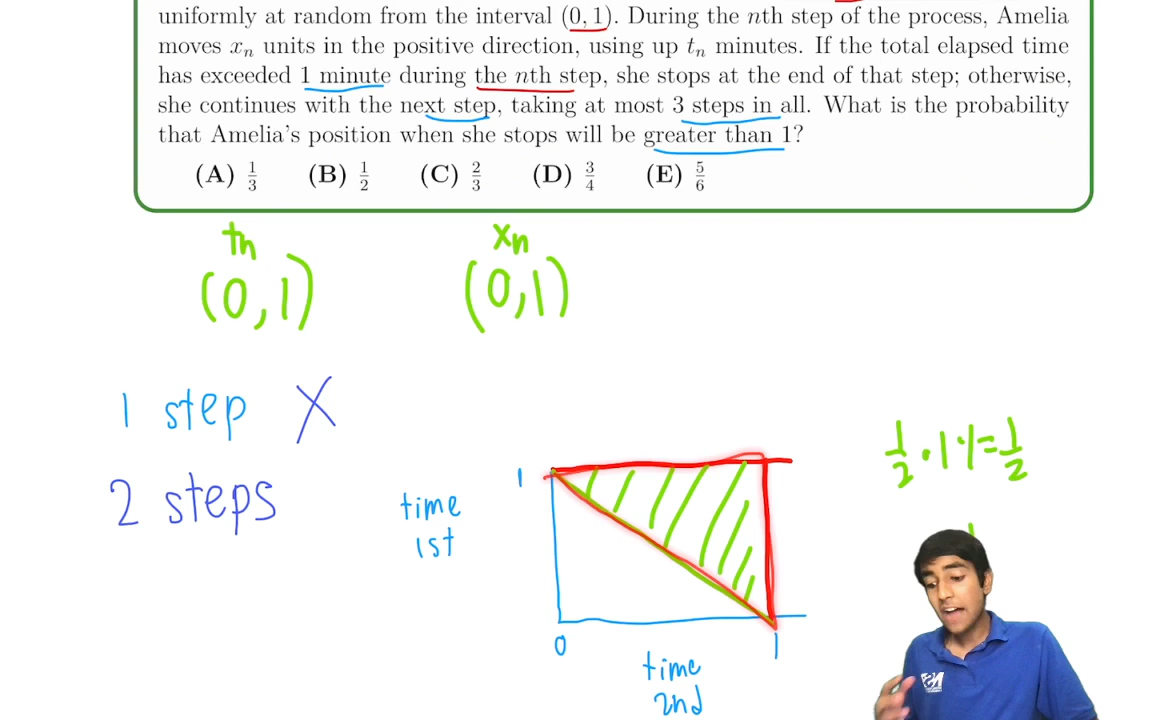 uniformly at random from the interval (0, 1). During the nth step of the process, Amelia
moves xₙ units in the positive direction, using up tₙ minutes. If the total elapsed time
has exceeded 1 minute during the nth step, she stops at the end of that step; otherwise,
she continues with the next step, taking at most 3 steps in all. What is the probability
that Amelia's position when she stops will be greater than 1?
(A) 1/3 (B) 1/2 (C) 2/3 (D) 3/4 (E) 5/6
tn xn
(0,1) (0,1)
1 step X
2 steps
1
time
1st
0 1
time
2nd
1/2 · 1 · 1 = 1/2